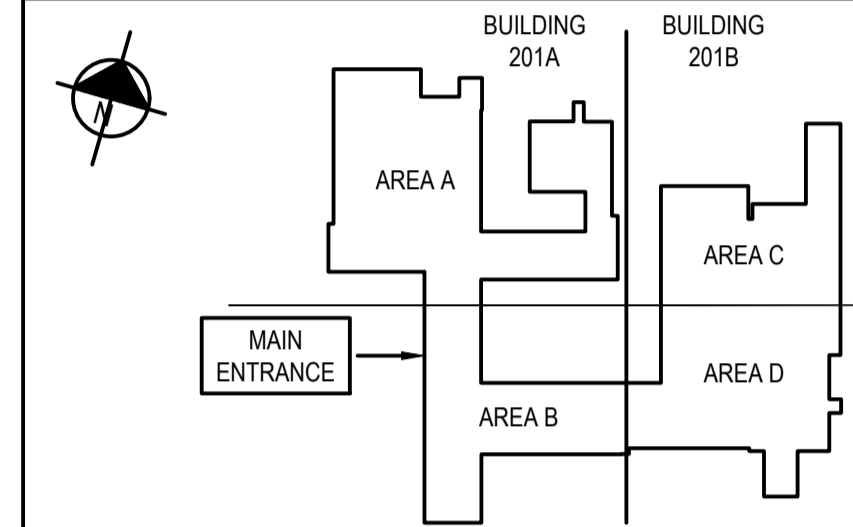 BUILDING
201A
BUILDING
201B
N
AREA A
AREA C
MAIN
ENTRANCE
AREA D
AREA B